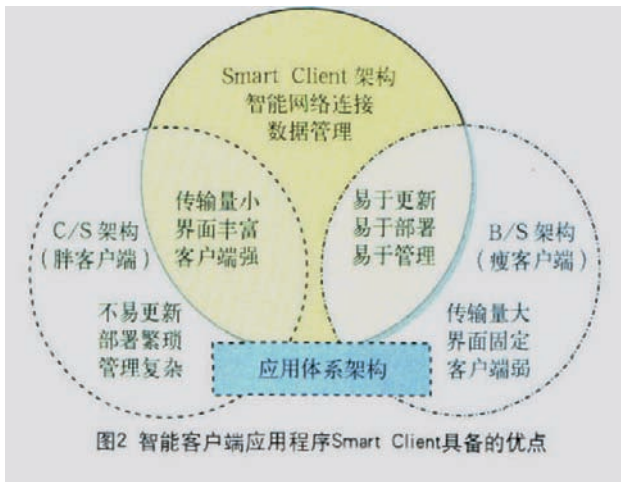 Smart Client 架构
智能网络连接
数据管理
传输量小
界面丰富
客户端强
易于更新
易于部署
易于管理
C/S 架构
(胖客户端)
B/S 架构
(瘦客户端)
不易更新
部署繁琐
管理复杂
传输量大
界面固定
客户端弱
应用体系架构
图2 智能客户端应用程序Smart Client具备的优点